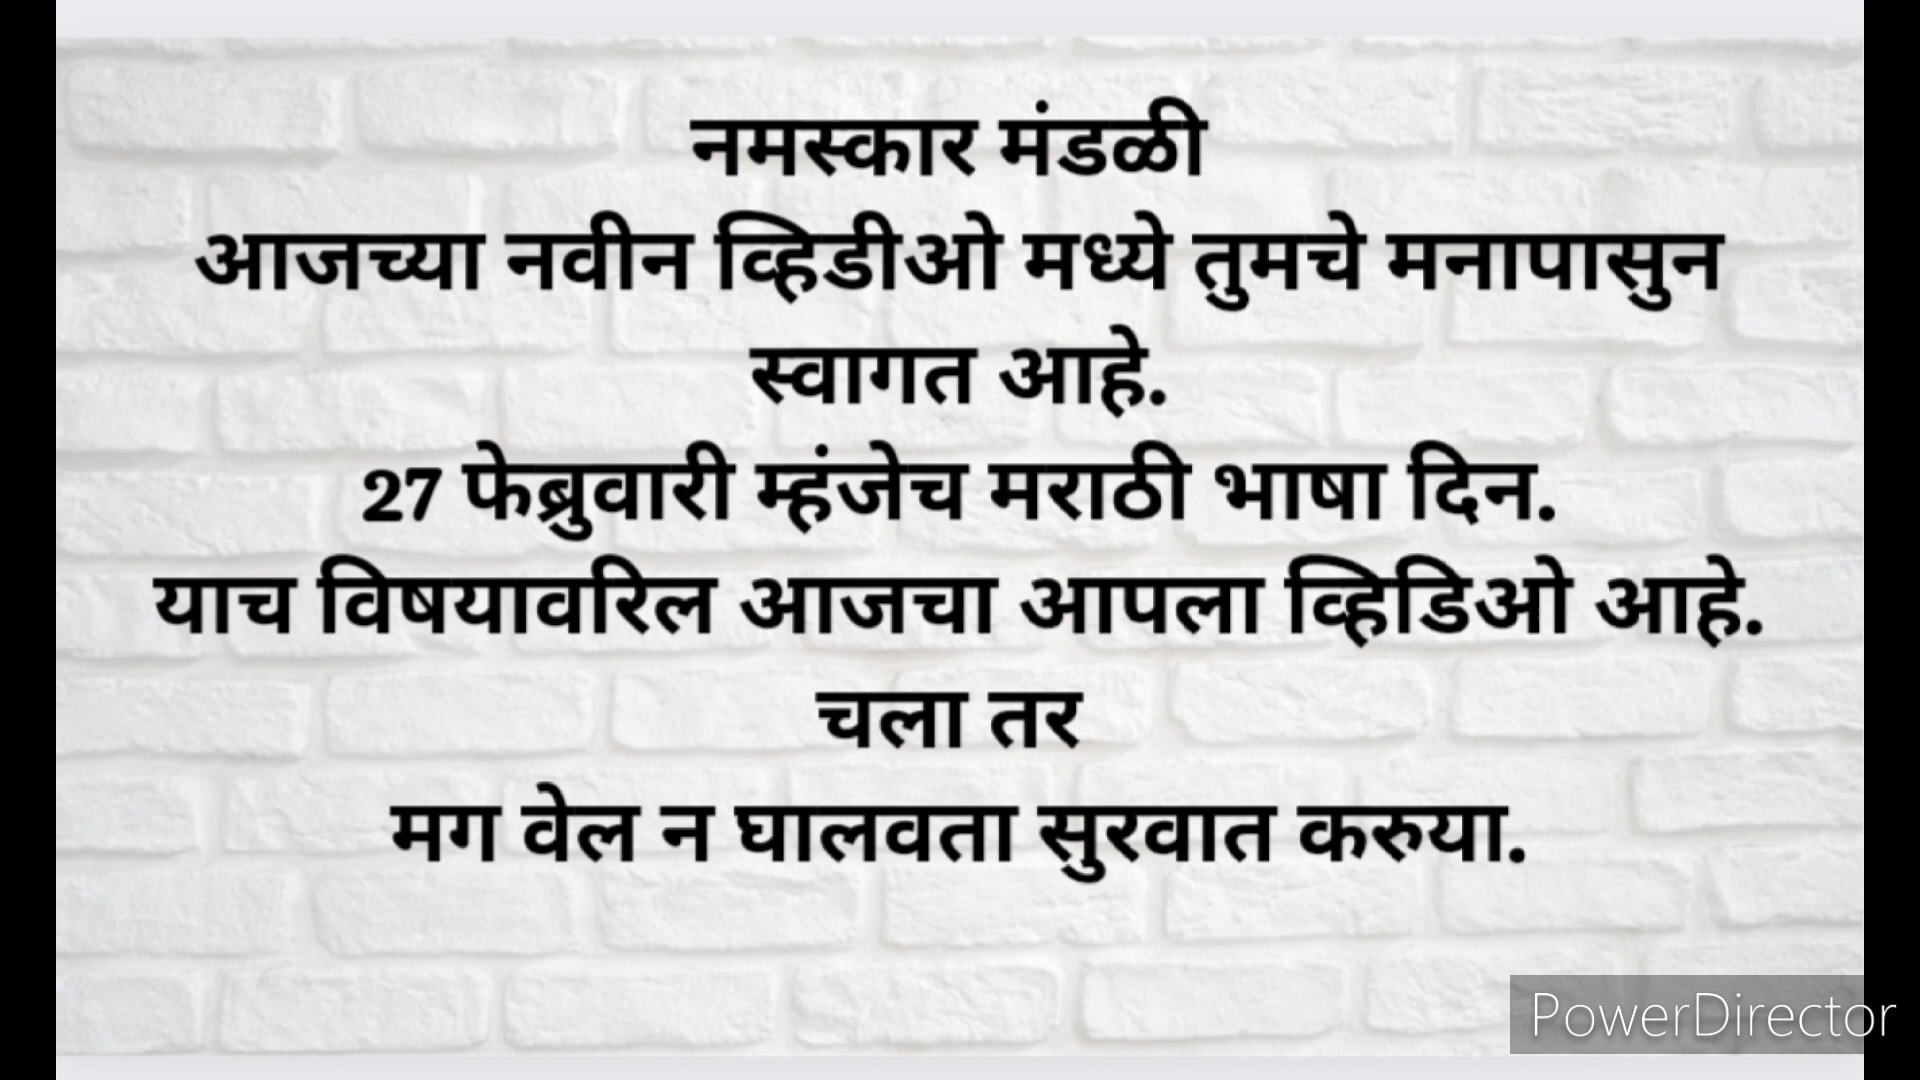 नमस्कार मंडळी
आजच्या नवीन व्हिडीओ मध्ये तुमचे मनापासुन
स्वागत आहे.
27 फेब्रुवारी म्हंजेच मराठी भाषा दिन.
याच विषयावरिल आजचा आपला व्हिडिओ आहे.
चला तर
मग वेल न घालवता सुरवात करुया.
PowerDirector